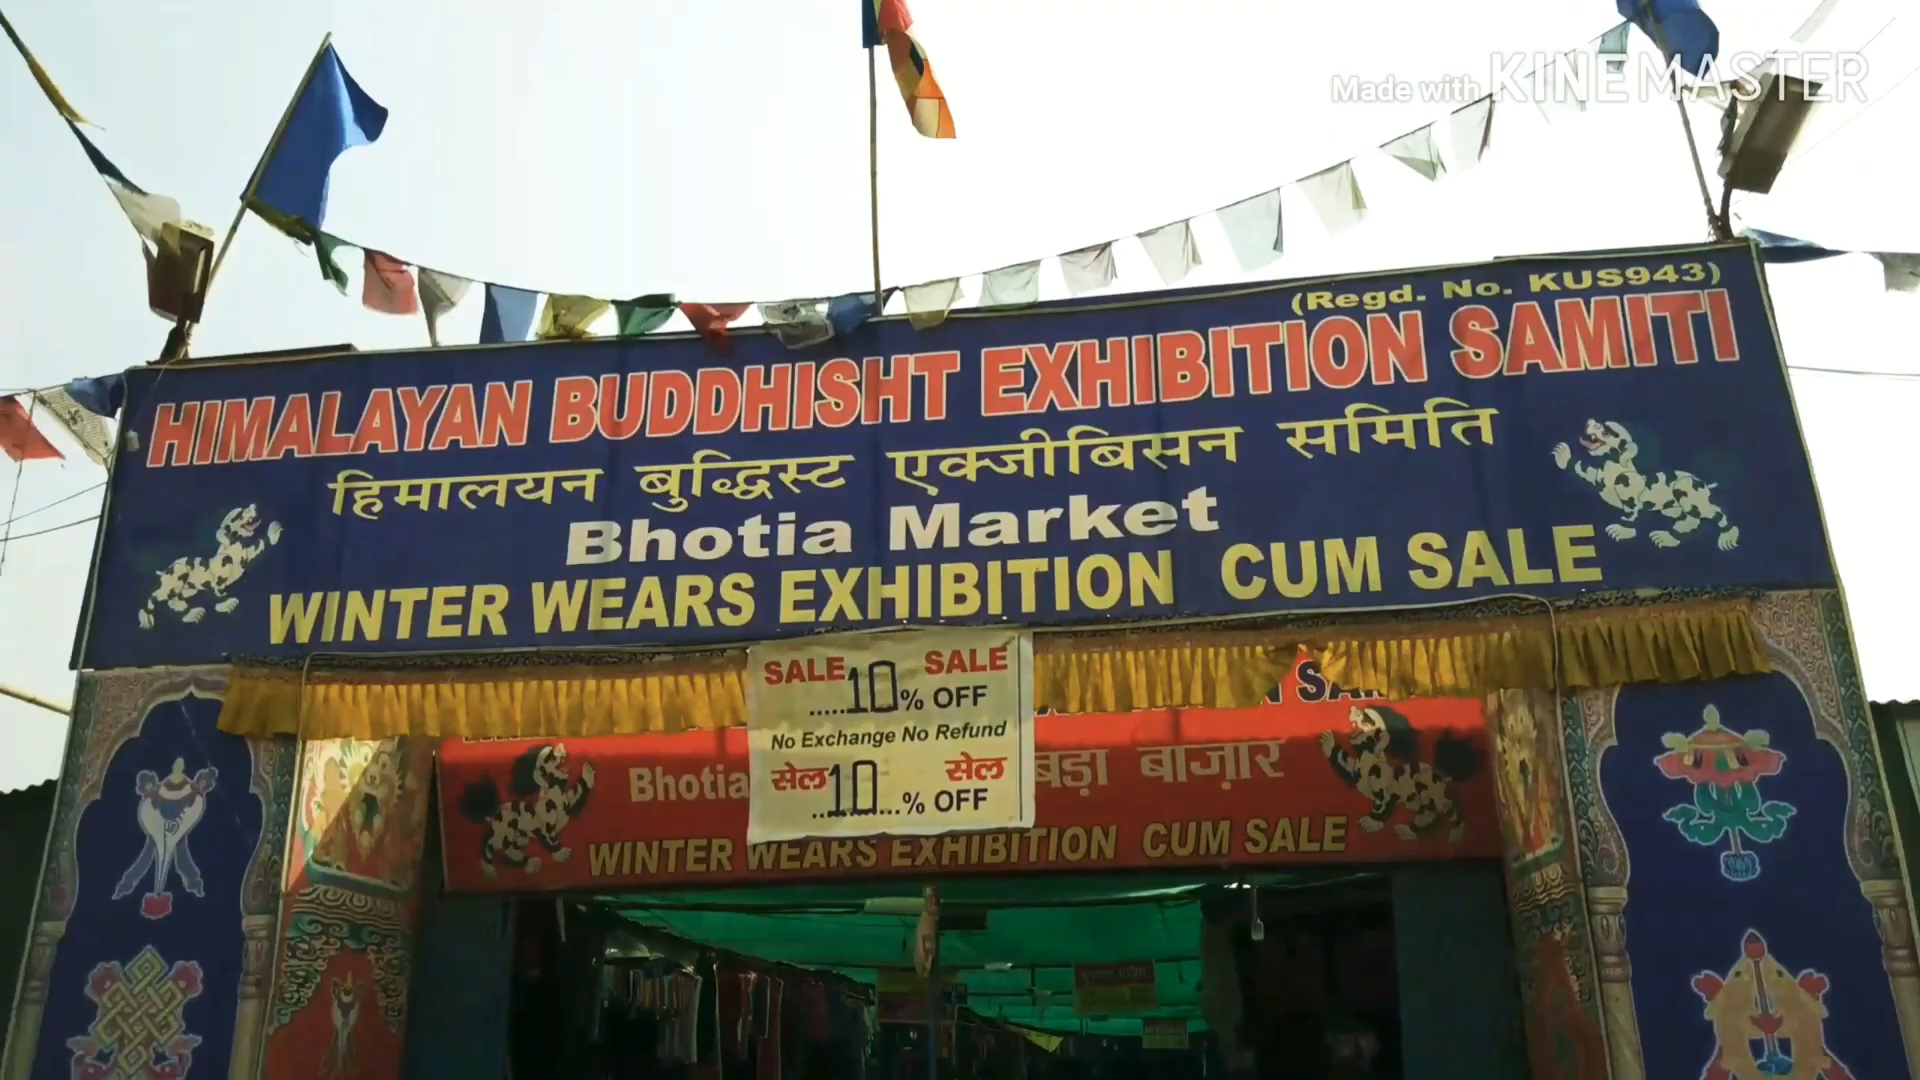 Made with KINEMASTER
(Regd. No. KUS943)
HIMALAYAN BUDDHISHT EXHIBITION SAMITI
हिमालयन बुद्धिस्ट एक्जीबिसन समिति
Bhotia Market
WINTER WEARS EXHIBITION CUM SALE
SALE SALE
.....10% OFF
No Exchange No Refund
सेल सेल
..10...% OFF
Bhotia बड़ा बाज़ार
WINTER WEARS EXHIBITION CUM SALE